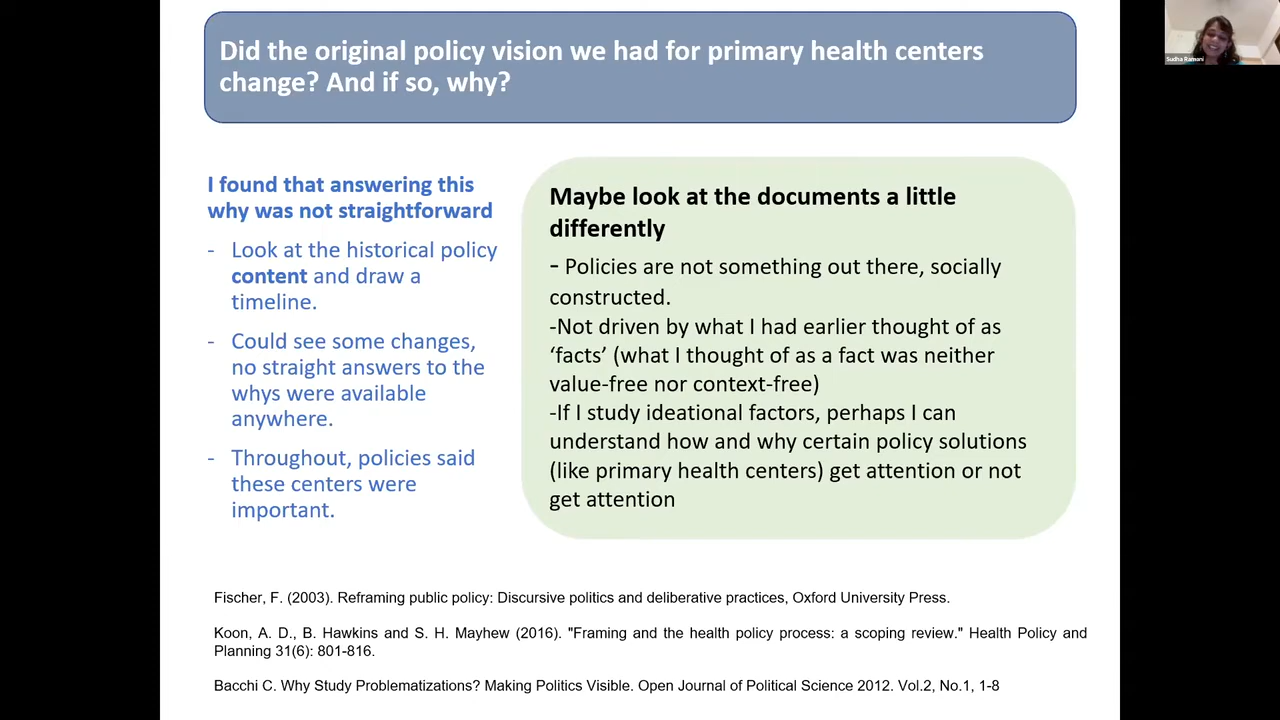 Did the original policy vision we had for primary health centers
change? And if so, why?
Sudha Ramani
I found that answering this
why was not straightforward
- Look at the historical policy
content and draw a
timeline.
- Could see some changes,
no straight answers to the
whys were available
anywhere.
- Throughout, policies said
these centers were
important.
Maybe look at the documents a little
differently
- Policies are not something out there, socially
constructed.
-Not driven by what I had earlier thought of as
‘facts’ (what I thought of as a fact was neither
value-free nor context-free)
-If I study ideational factors, perhaps I can
understand how and why certain policy solutions
(like primary health centers) get attention or not
get attention
Fischer, F. (2003). Reframing public policy: Discursive politics and deliberative practices, Oxford University Press.
Koon, A. D., B. Hawkins and S. H. Mayhew (2016). "Framing and the health policy process: a scoping review." Health Policy and
Planning 31(6): 801-816.
Bacchi C. Why Study Problematizations? Making Politics Visible. Open Journal of Political Science 2012. Vol.2, No.1, 1-8